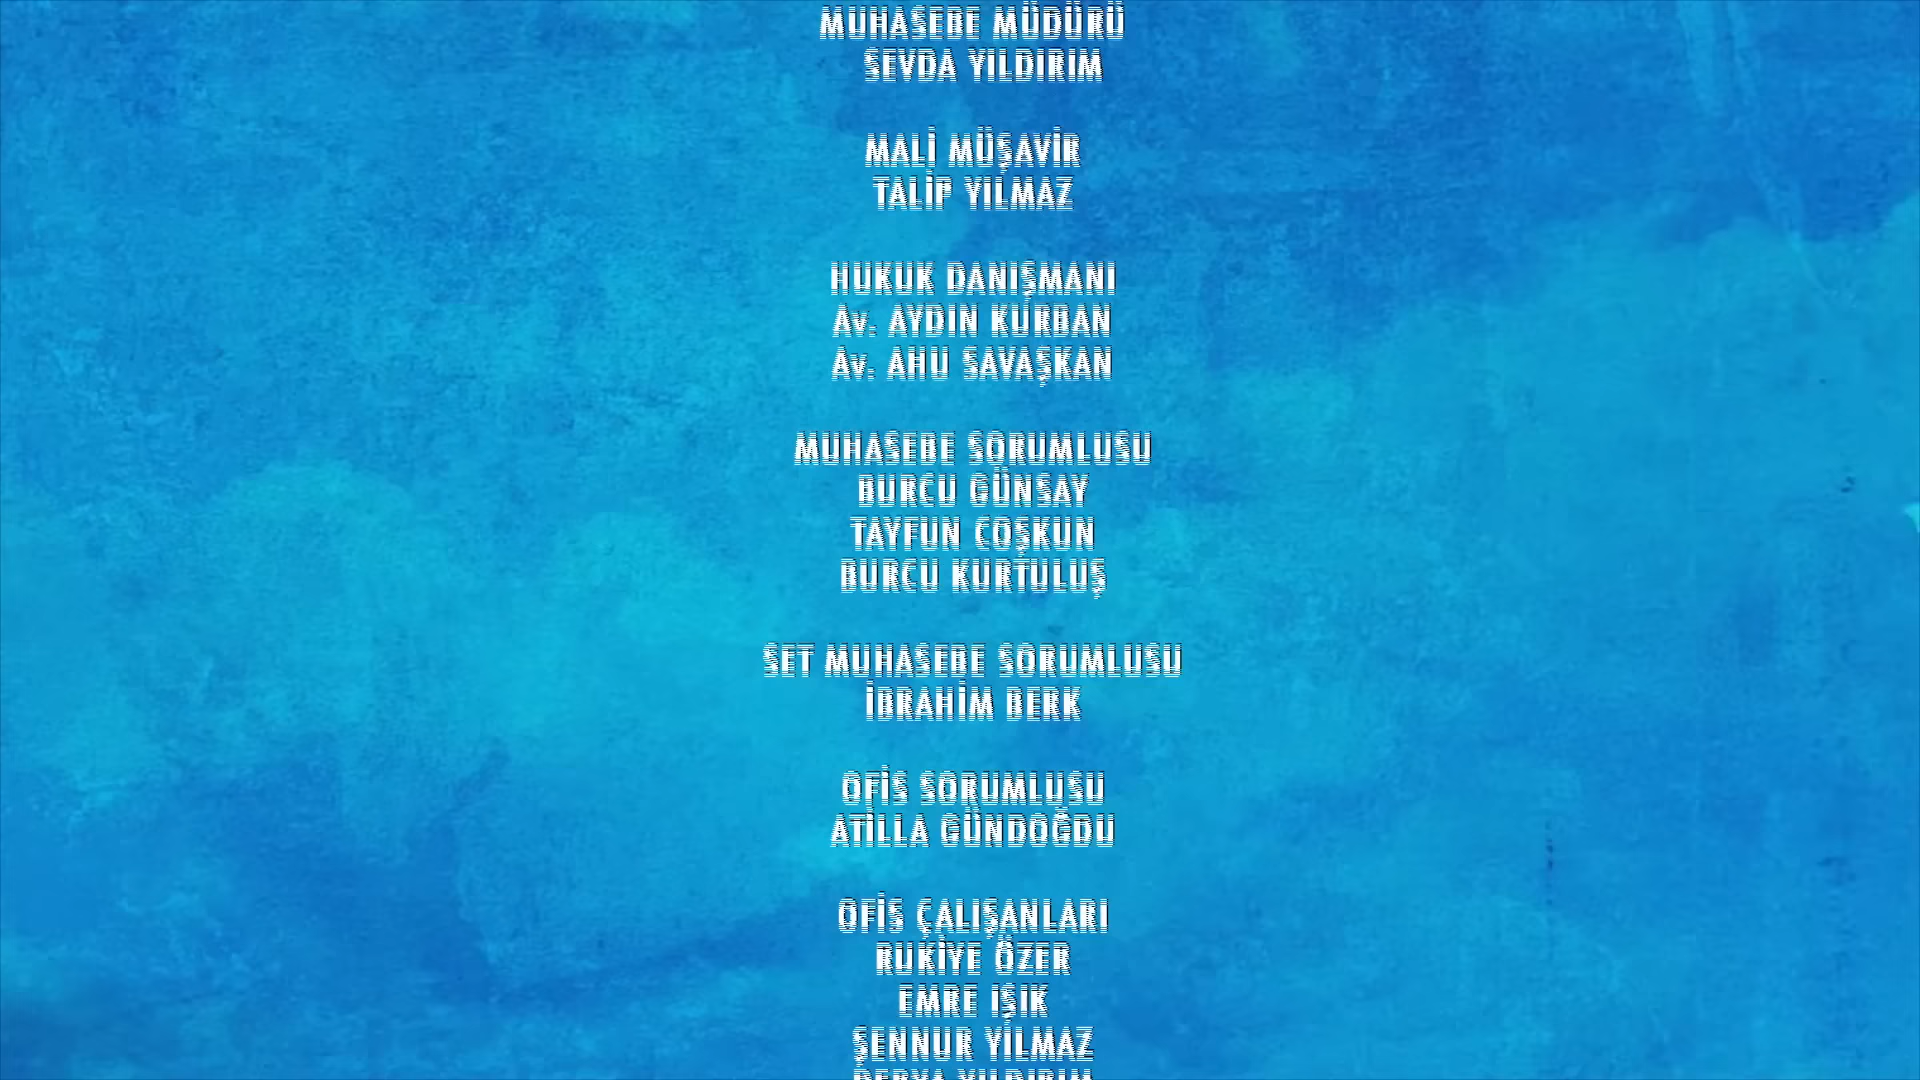 MUHASEBE MÜDÜRÜ
SEVDA YILDIRIM
MALİ MÜŞAVİR
TALİP YILMAZ
HUKUK DANIŞMANI
Av. AYDIN KURBAN
Av. AHU SAVAŞKAN
MUHASEBE SORUMLUSU
BURCU GÜNSAY
TAYFUN COŞKUN
BURCU KURTULUŞ
SET MUHASEBE SORUMLUSU
İBRAHİM BERK
OFİS SORUMLUSU
ATİLLA GÜNDOĞDU
OFİS ÇALIŞANLARI
RUKİYE ÖZER
EMRE IŞIK
ŞENNUR YILMAZ